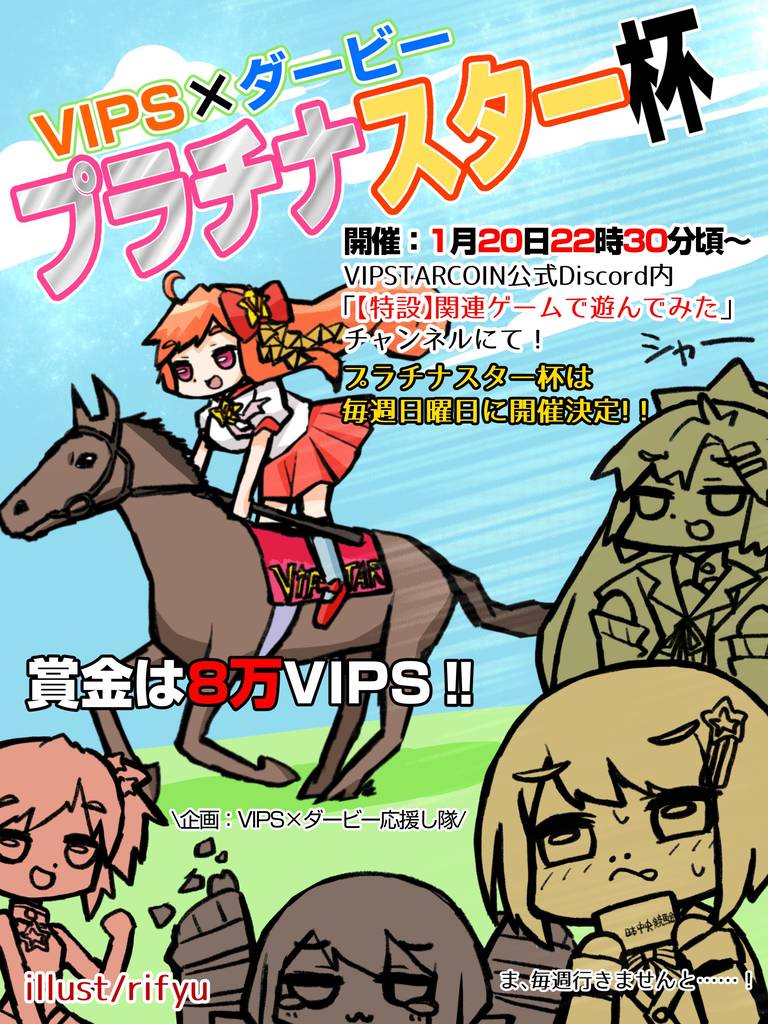 VIPS×ダービー
プラチナスター杯
開催：1月20日22時30分頃～
VIPSTARCOIN公式Discord内
「【特設】関連ゲームで遊んでみた」
チャンネルにて！
プラチナスター杯は
毎週日曜日に開催決定！！
シャー
VIPSTAR
賞金は8万VIPS！！
\企画：VIPS×ダービー応援し隊/
illust/rifyu
ま、毎週行きませんと……！